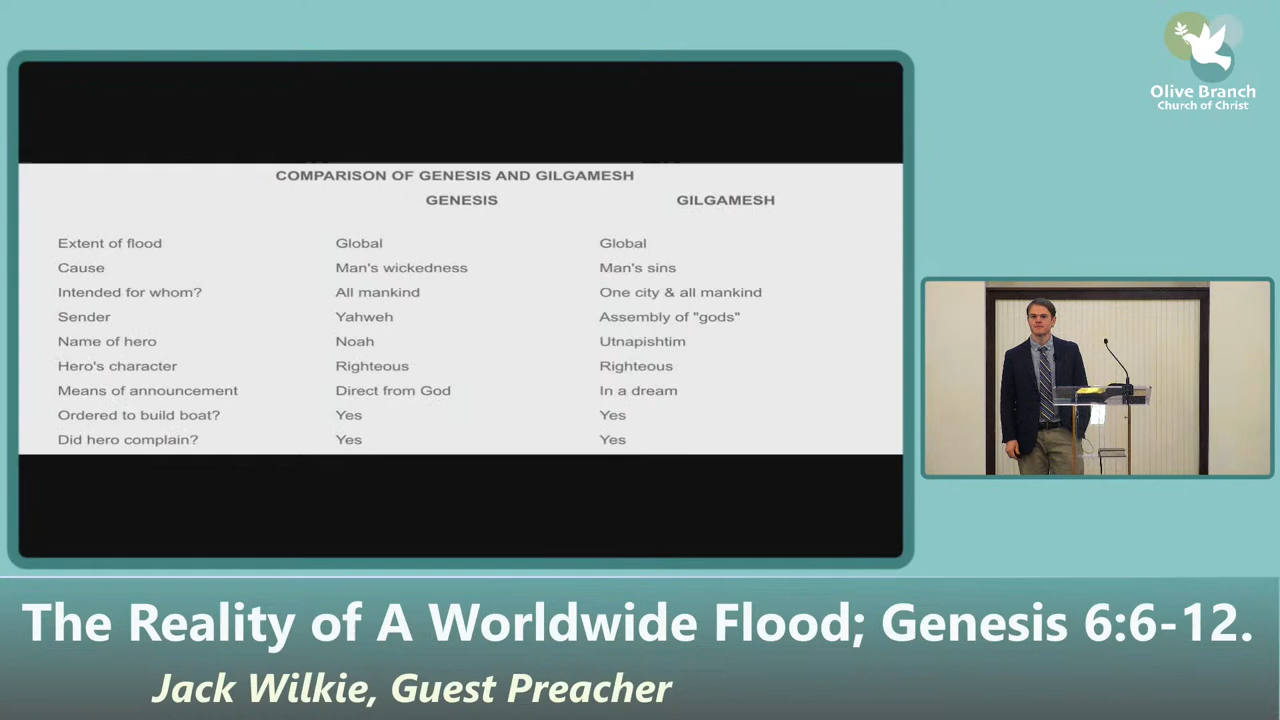 Olive Branch
Church of Christ
COMPARISON OF GENESIS AND GILGAMESH
GENESIS GILGAMESH
Extent of flood Global Global
Cause Man's wickedness Man's sins
Intended for whom? All mankind One city & all mankind
Sender Yahweh Assembly of "gods"
Name of hero Noah Utnapishtim
Hero's character Righteous Righteous
Means of announcement Direct from God In a dream
Ordered to build boat? Yes Yes
Did hero complain? Yes Yes
The Reality of A Worldwide Flood; Genesis 6:6-12.
Jack Wilkie, Guest Preacher